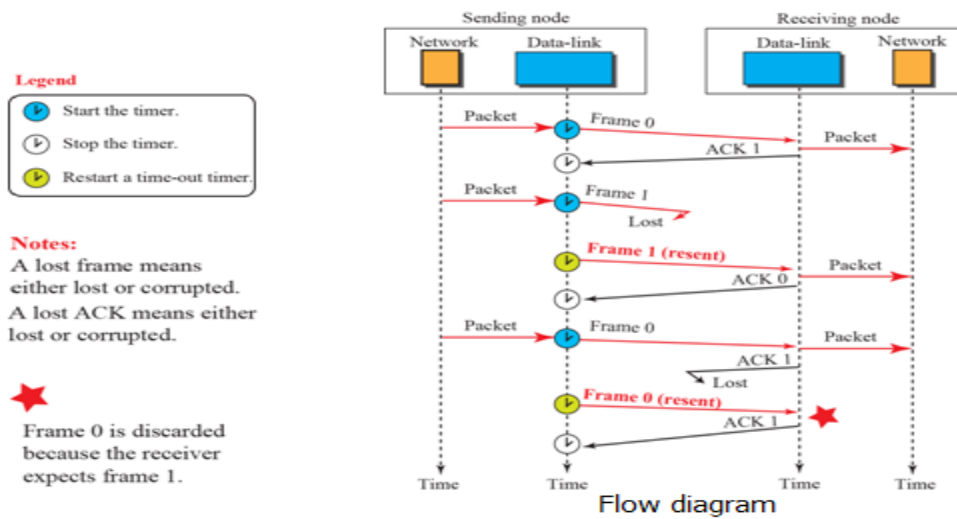 Sending node
Receiving node
Network
Data-link
Data-link
Network
Legend
Start the timer.
Stop the timer.
Restart a time-out timer.
Notes:
A lost frame means
either lost or corrupted.
A lost ACK means either
lost or corrupted.
Frame 0 is discarded
because the receiver
expects frame 1.
Packet
Frame 0
Packet
ACK 1
Packet
Frame 1
Lost
Frame 1 (resent)
Packet
ACK 0
Packet
Frame 0
Packet
ACK 1
Lost
Frame 0 (resent)
ACK 1
Time
Time
Time
Time
Flow diagram